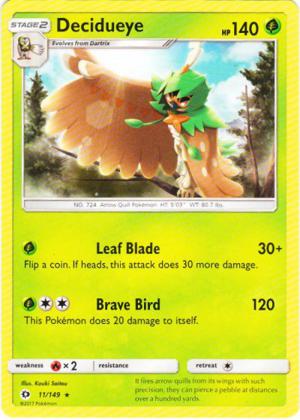 STAGE2
Decidueye
HP 140
Evolves from Dartrix
NO. 724 Arrow Quill Pokémon HT: 5'03" WT: 80.7 lbs.
Leaf Blade 30+
Flip a coin. If heads, this attack does 30 more damage.
Brave Bird 120
This Pokémon does 20 damage to itself.
weakness ×2 resistance retreat
Illus. Kouki Saitou
11/149 ★
©2017 Pokémon
It fires arrow quills from its wings with such
precision, they can pierce a pebble at distances
over a hundred yards.